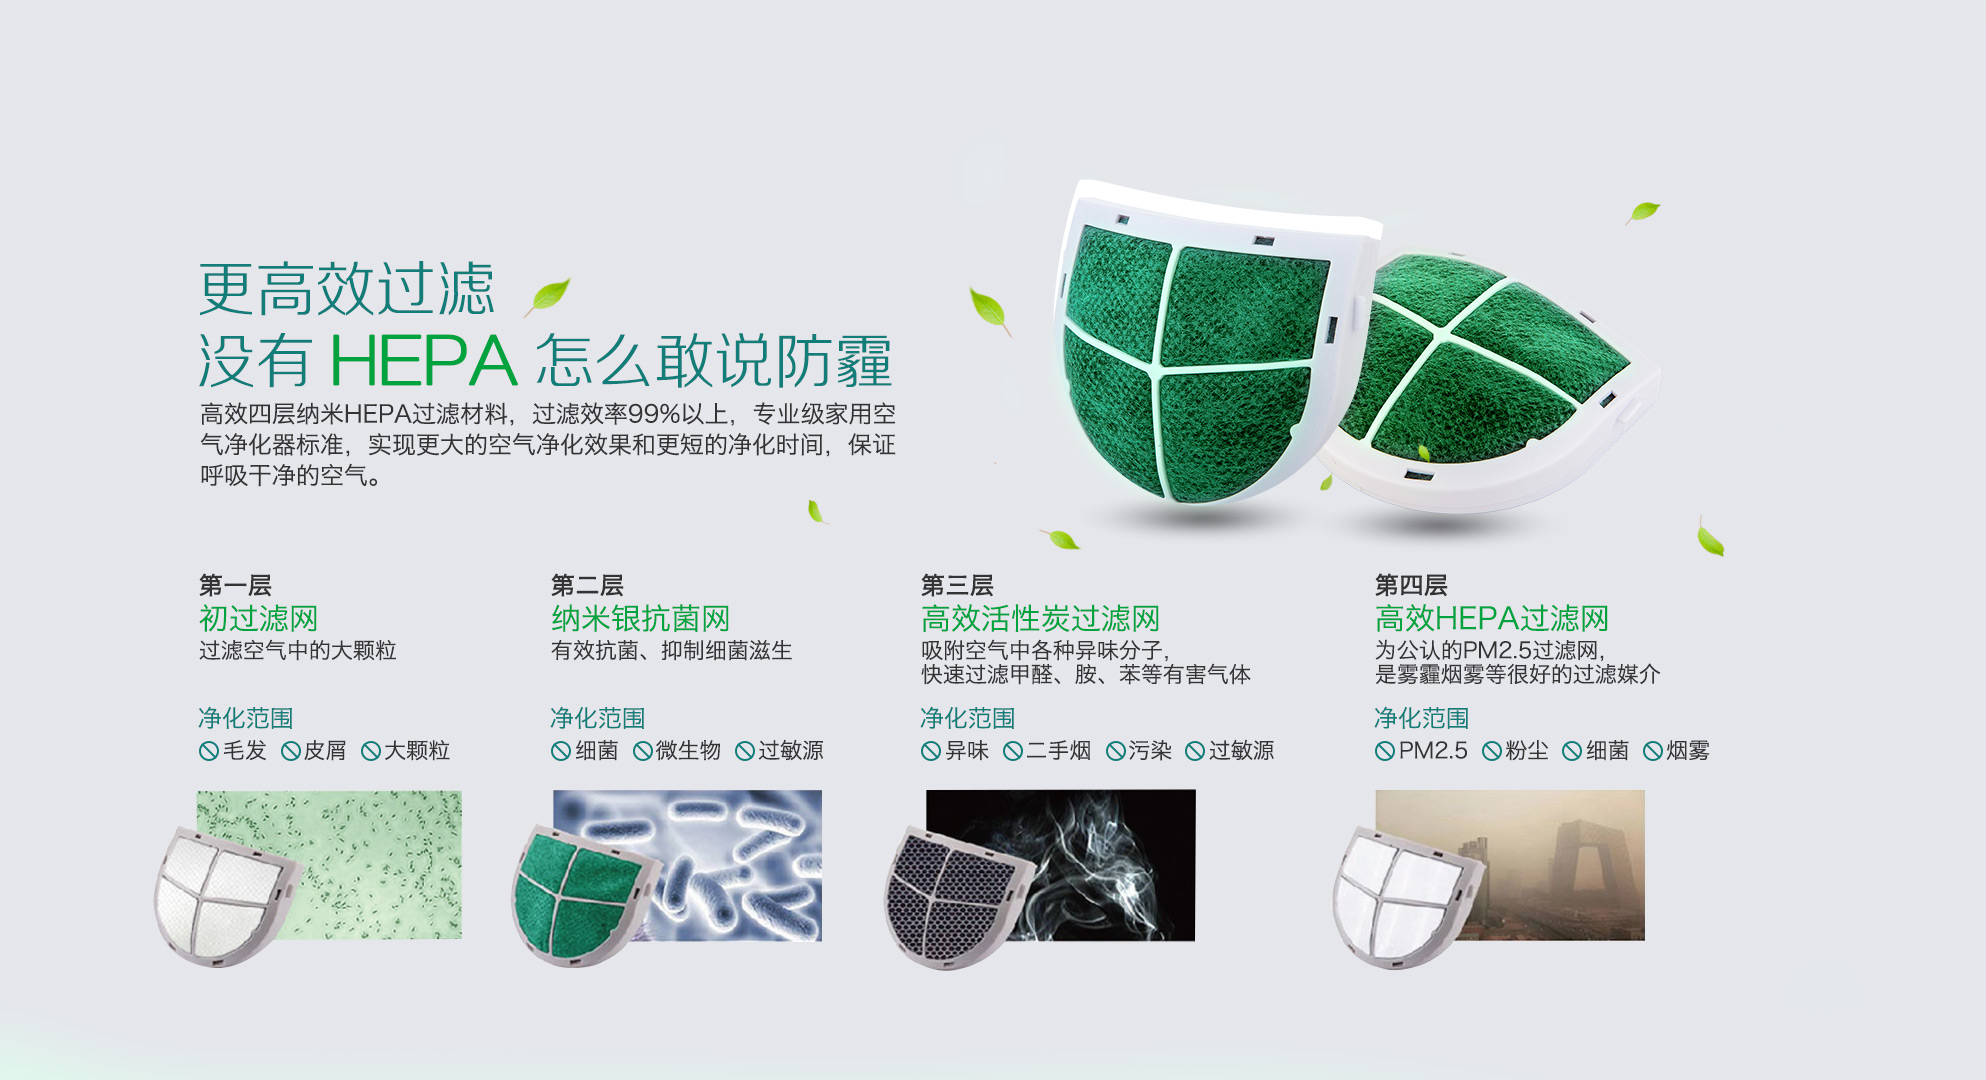 更高效过滤
没有 HEPA 怎么敢说防霾
高效四层纳米HEPA过滤材料，过滤效率99%以上，专业级家用空
气净化器标准，实现更大的空气净化效果和更短的净化时间，保证
呼吸干净的空气。
第一层
初过滤网
过滤空气中的大颗粒
净化范围
毛发 皮屑 大颗粒
第二层
纳米银抗菌网
有效抗菌、抑制细菌滋生
净化范围
细菌 微生物 过敏源
第三层
高效活性炭过滤网
吸附空气中各种异味分子，
快速过滤甲醛、胺、苯等有害气体
净化范围
异味 二手烟 污染 过敏源
第四层
高效HEPA过滤网
为公认的PM2.5过滤网，
是雾霾烟雾等很好的过滤媒介
净化范围
PM2.5 粉尘 细菌 烟雾